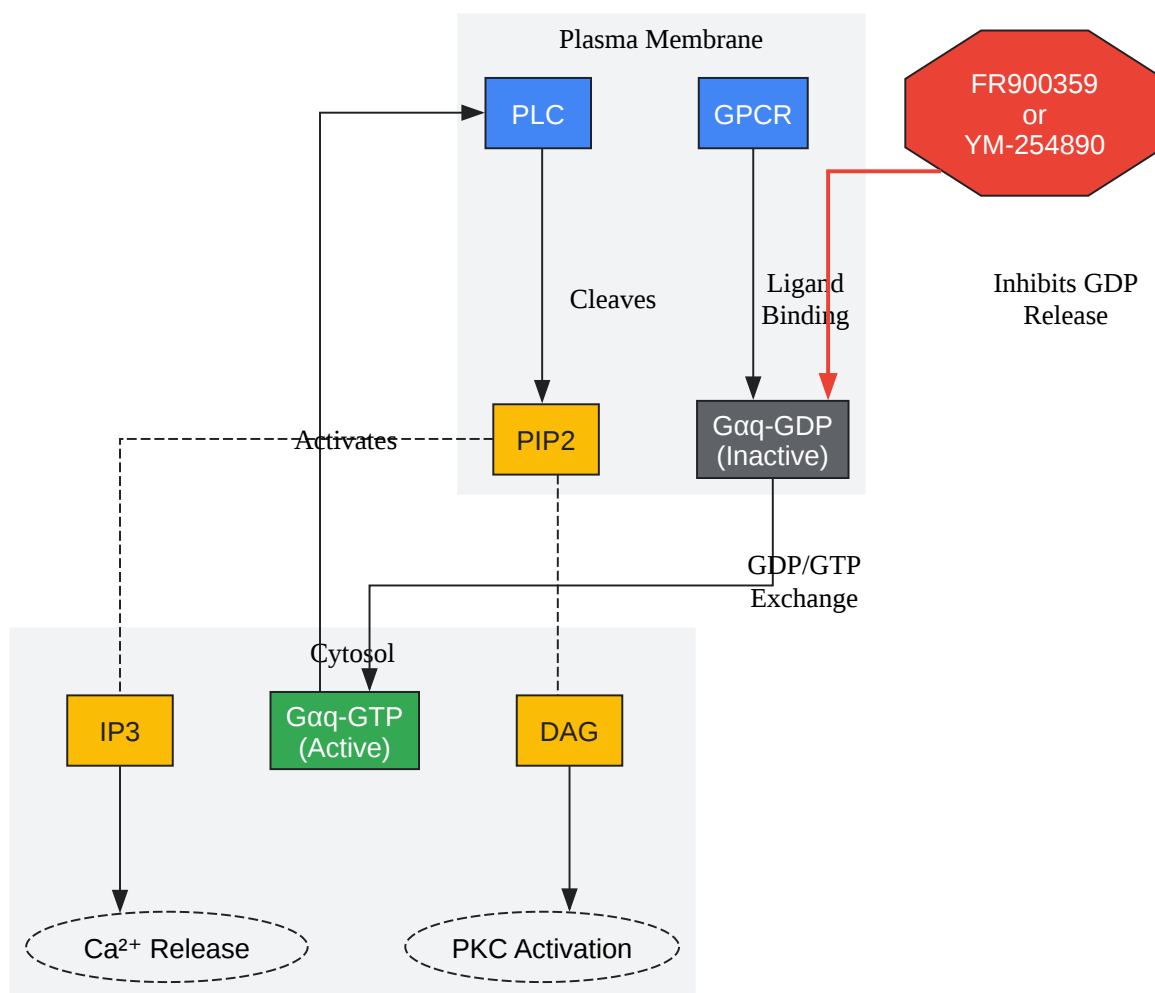 Plasma Membrane
PLC
GPCR
FR900359
or
YM-254890
Cleaves
Ligand
Binding
Inhibits GDP
Release
Activates
PIP2
Gαq-GDP
(Inactive)
GDP/GTP
Exchange
Cytosol
IP3
Gαq-GTP
(Active)
DAG
Ca²⁺ Release
PKC Activation